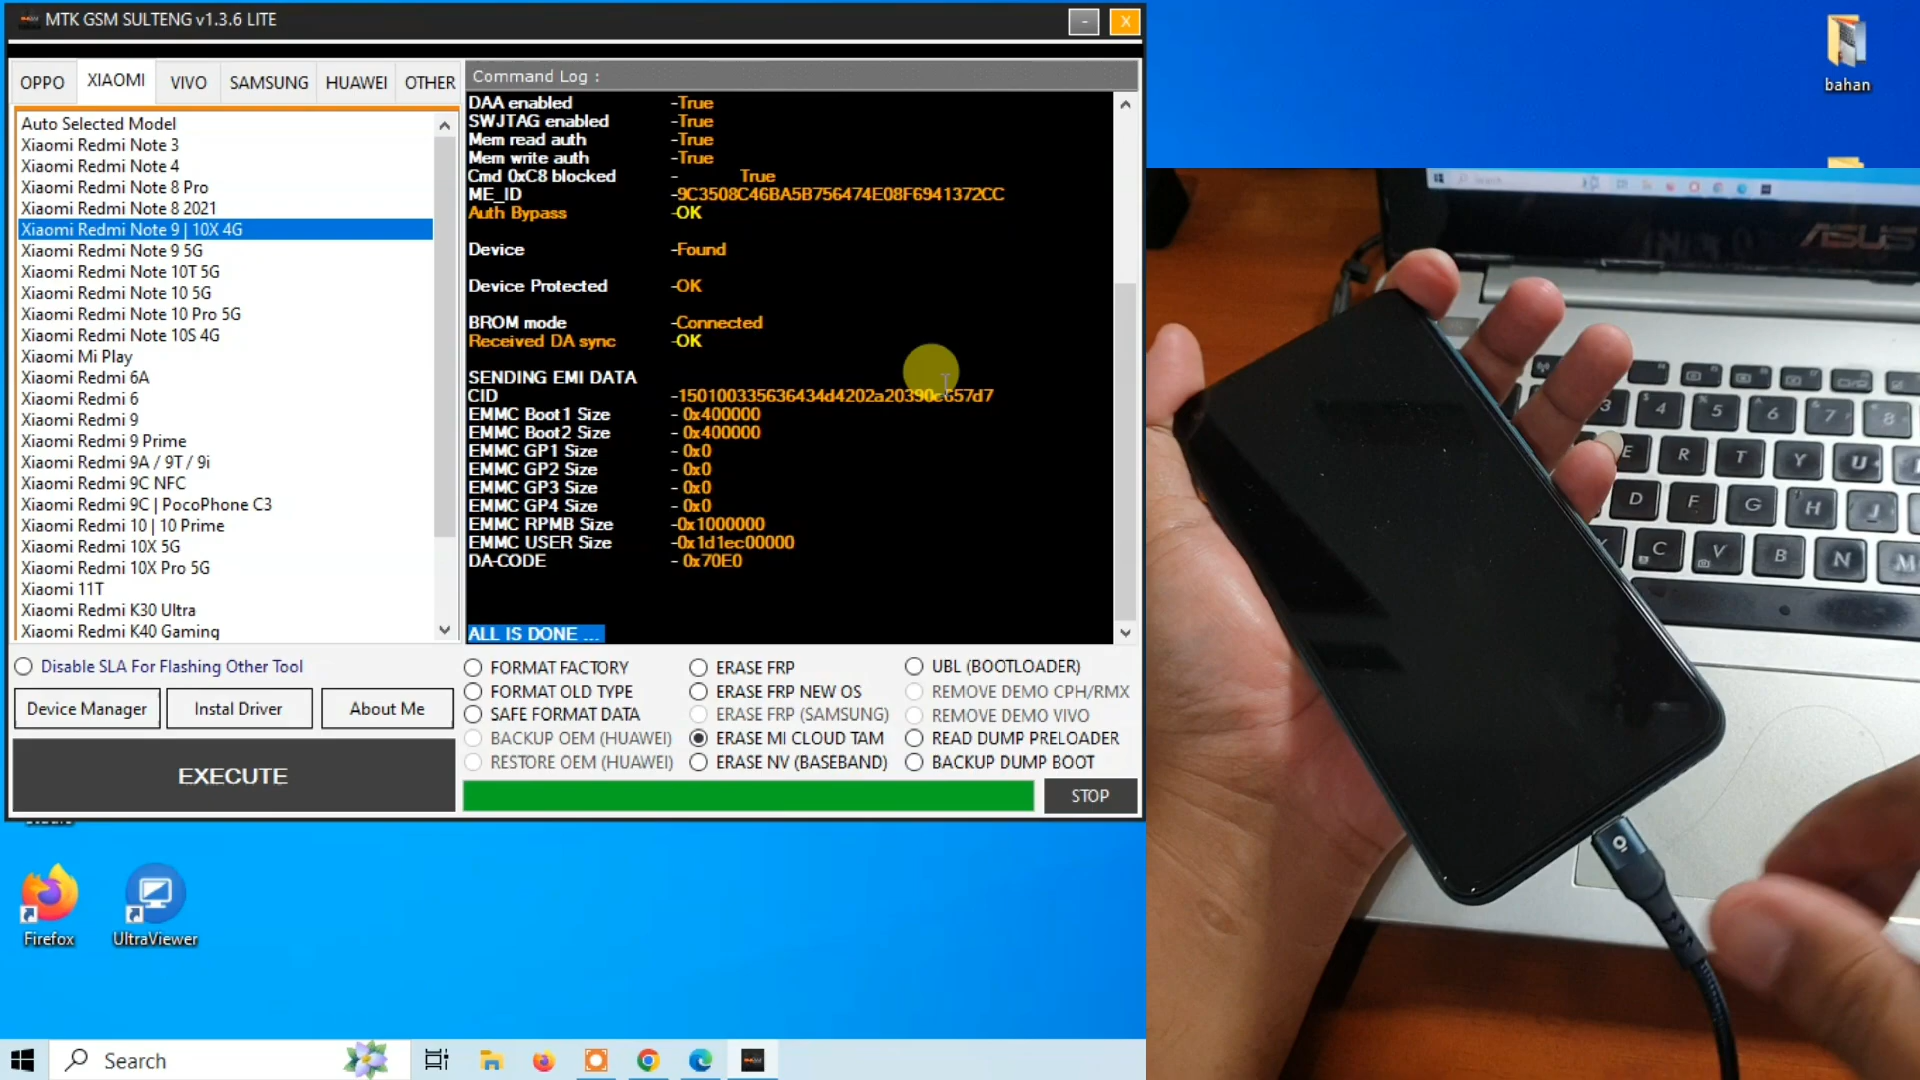 MTK GSM SULTENG v1.3.6 LITE
-
X
bahan
OPPO
XIAOMI
VIVO
SAMSUNG
HUAWEI
OTHER
Command Log :
Auto Selected Model
Xiaomi Redmi Note 3
Xiaomi Redmi Note 4
Xiaomi Redmi Note 8 Pro
Xiaomi Redmi Note 8 2021
Xiaomi Redmi Note 9 | 10X 4G
Xiaomi Redmi Note 9 5G
Xiaomi Redmi Note 10T 5G
Xiaomi Redmi Note 10 5G
Xiaomi Redmi Note 10 Pro 5G
Xiaomi Redmi Note 10S 4G
Xiaomi Mi Play
Xiaomi Redmi 6A
Xiaomi Redmi 6
Xiaomi Redmi 9
Xiaomi Redmi 9 Prime
Xiaomi Redmi 9A / 9T / 9i
Xiaomi Redmi 9C NFC
Xiaomi Redmi 9C | PocoPhone C3
Xiaomi Redmi 10 | 10 Prime
Xiaomi Redmi 10X 5G
Xiaomi Redmi 10X Pro 5G
Xiaomi 11T
Xiaomi Redmi K30 Ultra
Xiaomi Redmi K40 Gaming
DAA enabled -True
SWJTAG enabled -True
Mem read auth -True
Mem write auth -True
Cmd 0xC8 blocked - True
ME_ID -9C3508C46BA5B756474E08F6941372CC
Auth Bypass -OK
Device -Found
Device Protected -OK
BROM mode -Connected
Received DA sync -OK
SENDING EMI DATA
CID -150100335636434d4202a20390c657d7
EMMC Boot1 Size - 0x400000
EMMC Boot2 Size - 0x400000
EMMC GP1 Size - 0x0
EMMC GP2 Size - 0x0
EMMC GP3 Size - 0x0
EMMC GP4 Size - 0x0
EMMC RPMB Size -0x1000000
EMMC USER Size -0x1d1ec00000
DA-CODE - 0x70E0
ALL IS DONE ...
Disable SLA For Flashing Other Tool
Device Manager
Instal Driver
About Me
EXECUTE
FORMAT FACTORY
FORMAT OLD TYPE
SAFE FORMAT DATA
BACKUP OEM (HUAWEI)
RESTORE OEM (HUAWEI)
ERASE FRP
ERASE FRP NEW OS
ERASE FRP (SAMSUNG)
ERASE MI CLOUD TAM
ERASE NV (BASEBAND)
UBL (BOOTLOADER)
REMOVE DEMO CPH/RMX
REMOVE DEMO VIVO
READ DUMP PRELOADER
BACKUP DUMP BOOT
STOP
Firefox
UltraViewer
Search
ASUS
3 4 5 6 7 8
E R T Y U
D F G H J
C V B N M